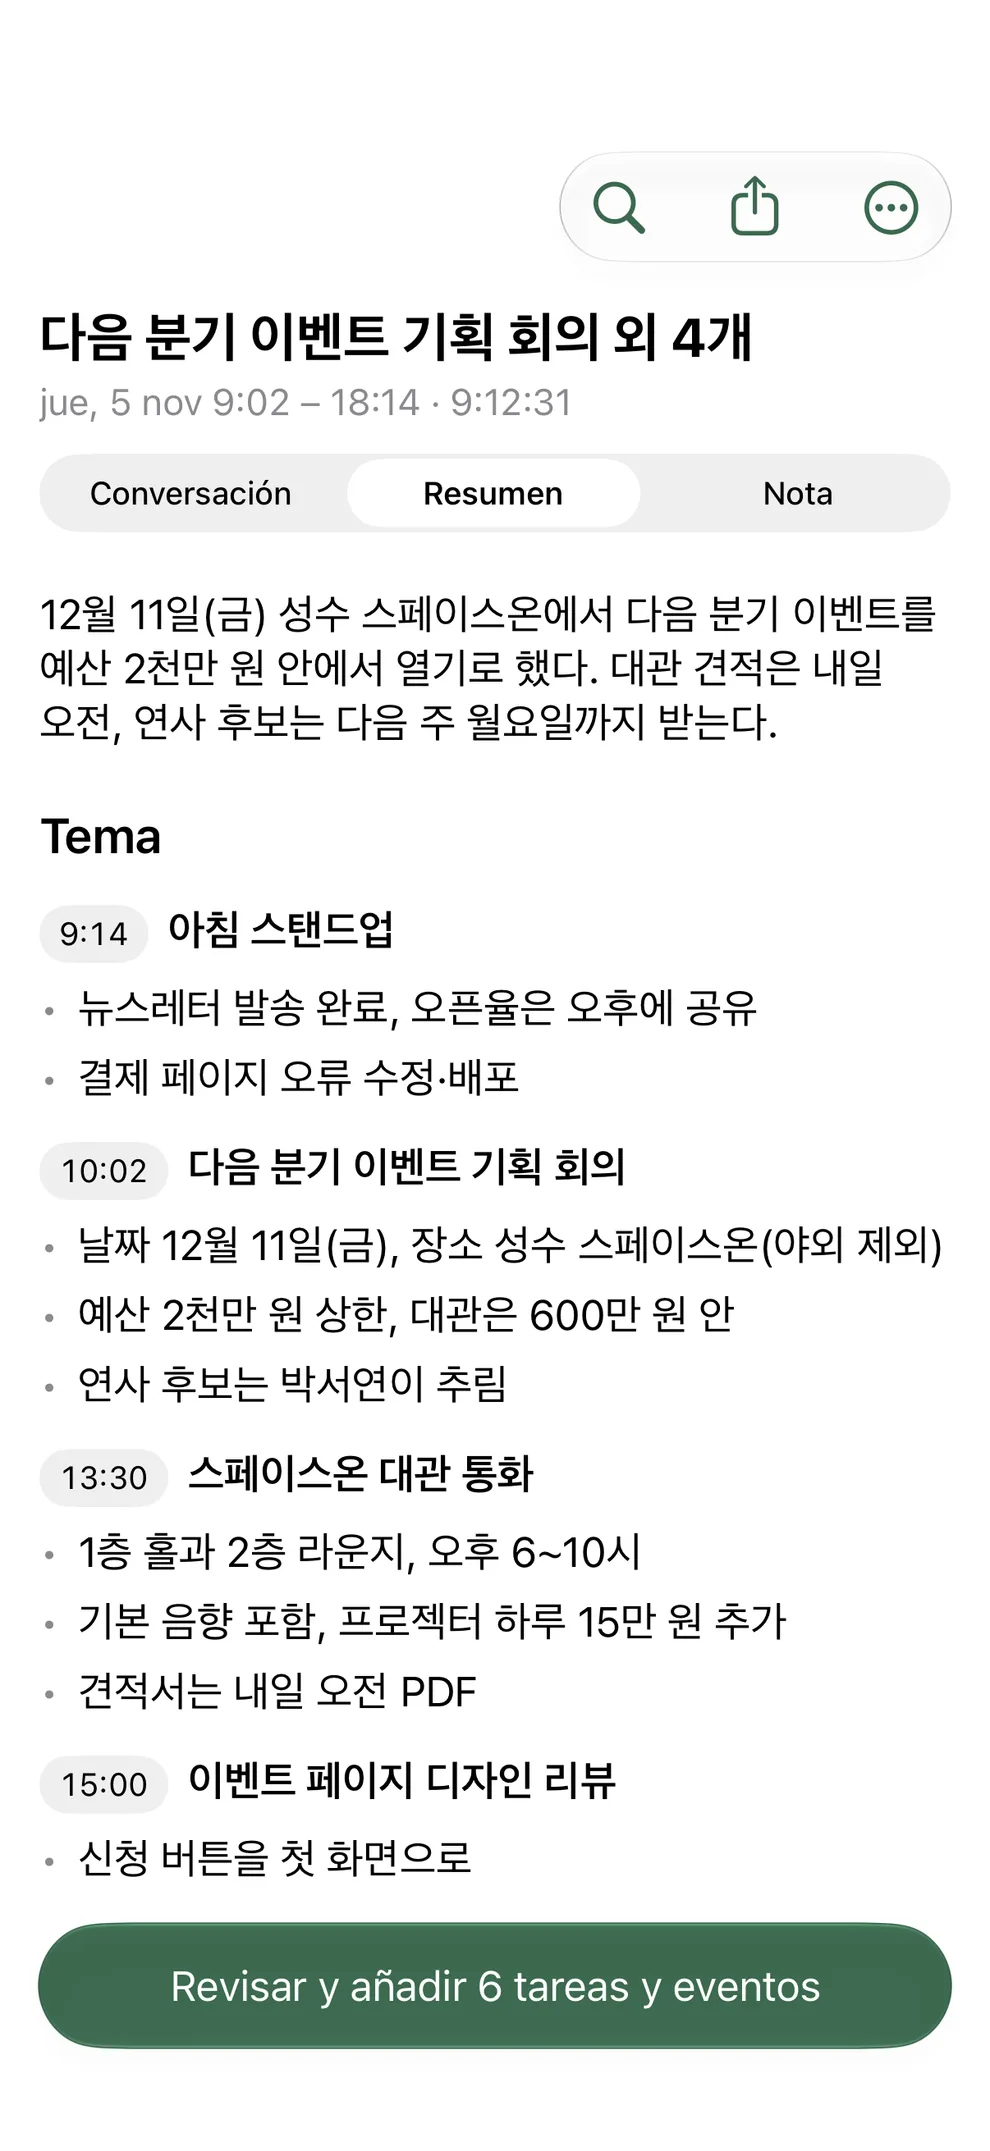 다음 분기 이벤트 기획 회의 외 4개
jue, 5 nov 9:02 – 18:14 · 9:12:31
Conversación
Resumen
Nota
12월 11일(금) 성수 스페이스온에서 다음 분기 이벤트를
예산 2천만 원 안에서 열기로 했다. 대관 견적은 내일
오전, 연사 후보는 다음 주 월요일까지 받는다.
Tema
9:14 아침 스탠드업
• 뉴스레터 발송 완료, 오픈율은 오후에 공유
• 결제 페이지 오류 수정·배포
10:02 다음 분기 이벤트 기획 회의
• 날짜 12월 11일(금), 장소 성수 스페이스온(야외 제외)
• 예산 2천만 원 상한, 대관은 600만 원 안
• 연사 후보는 박서연이 추림
13:30 스페이스온 대관 통화
• 1층 홀과 2층 라운지, 오후 6~10시
• 기본 음향 포함, 프로젝터 하루 15만 원 추가
• 견적서는 내일 오전 PDF
15:00 이벤트 페이지 디자인 리뷰
• 신청 버튼을 첫 화면으로
Revisar y añadir 6 tareas y eventos